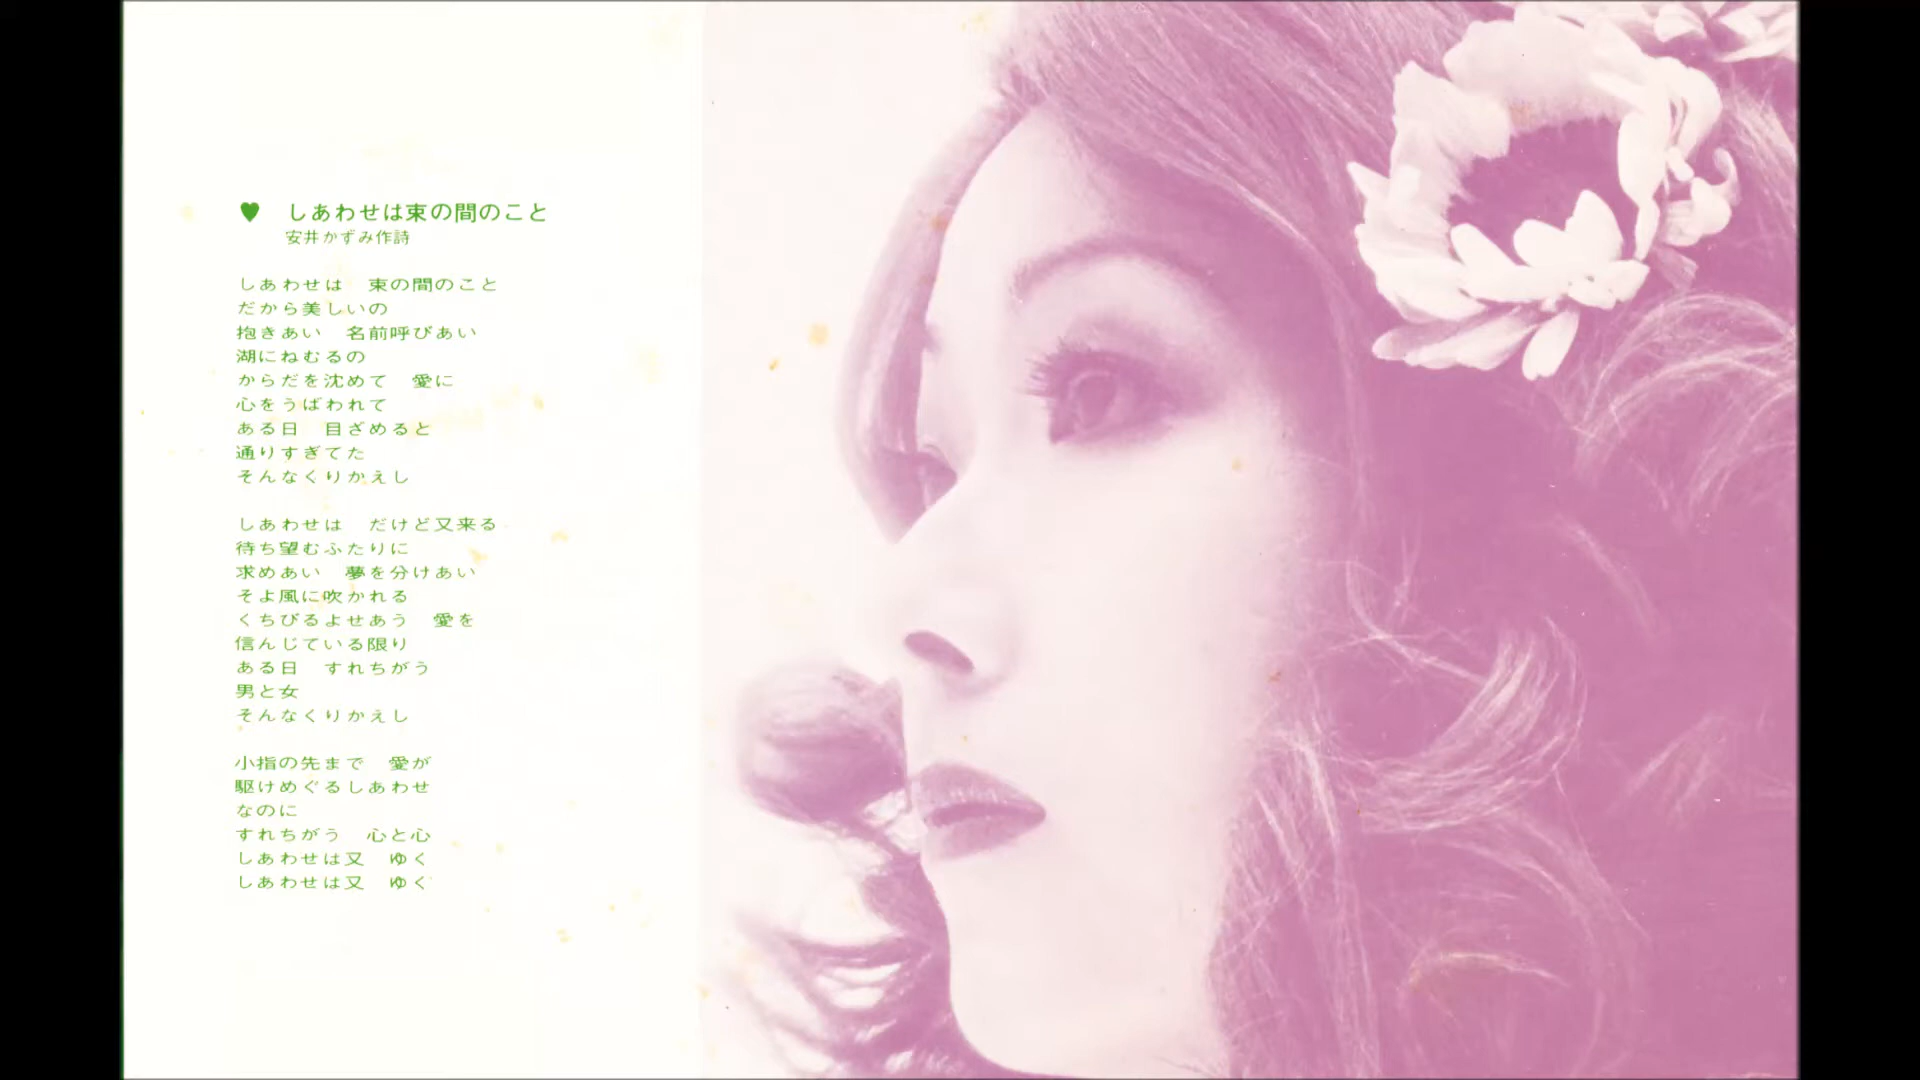 ♥ しあわせは束の間のこと
安井かずみ作詩
しあわせは 束の間のこと
だから美しいの
抱きあい 名前呼びあい
湖にねむるの
からだを沈めて 愛に
心をうばわれて
ある日 目ざめると
通りすぎてた
そんなくりかえし
しあわせは だけど又来る
待ち望むふたりに
求めあい 夢を分けあい
そよ風に吹かれる
くちびるよせあう 愛を
信んじている限り
ある日 すれちがう
男と女
そんなくりかえし
小指の先まで 愛が
駆けめぐるしあわせ
なのに
すれちがう 心と心
しあわせは又 ゆく
しあわせは又 ゆく